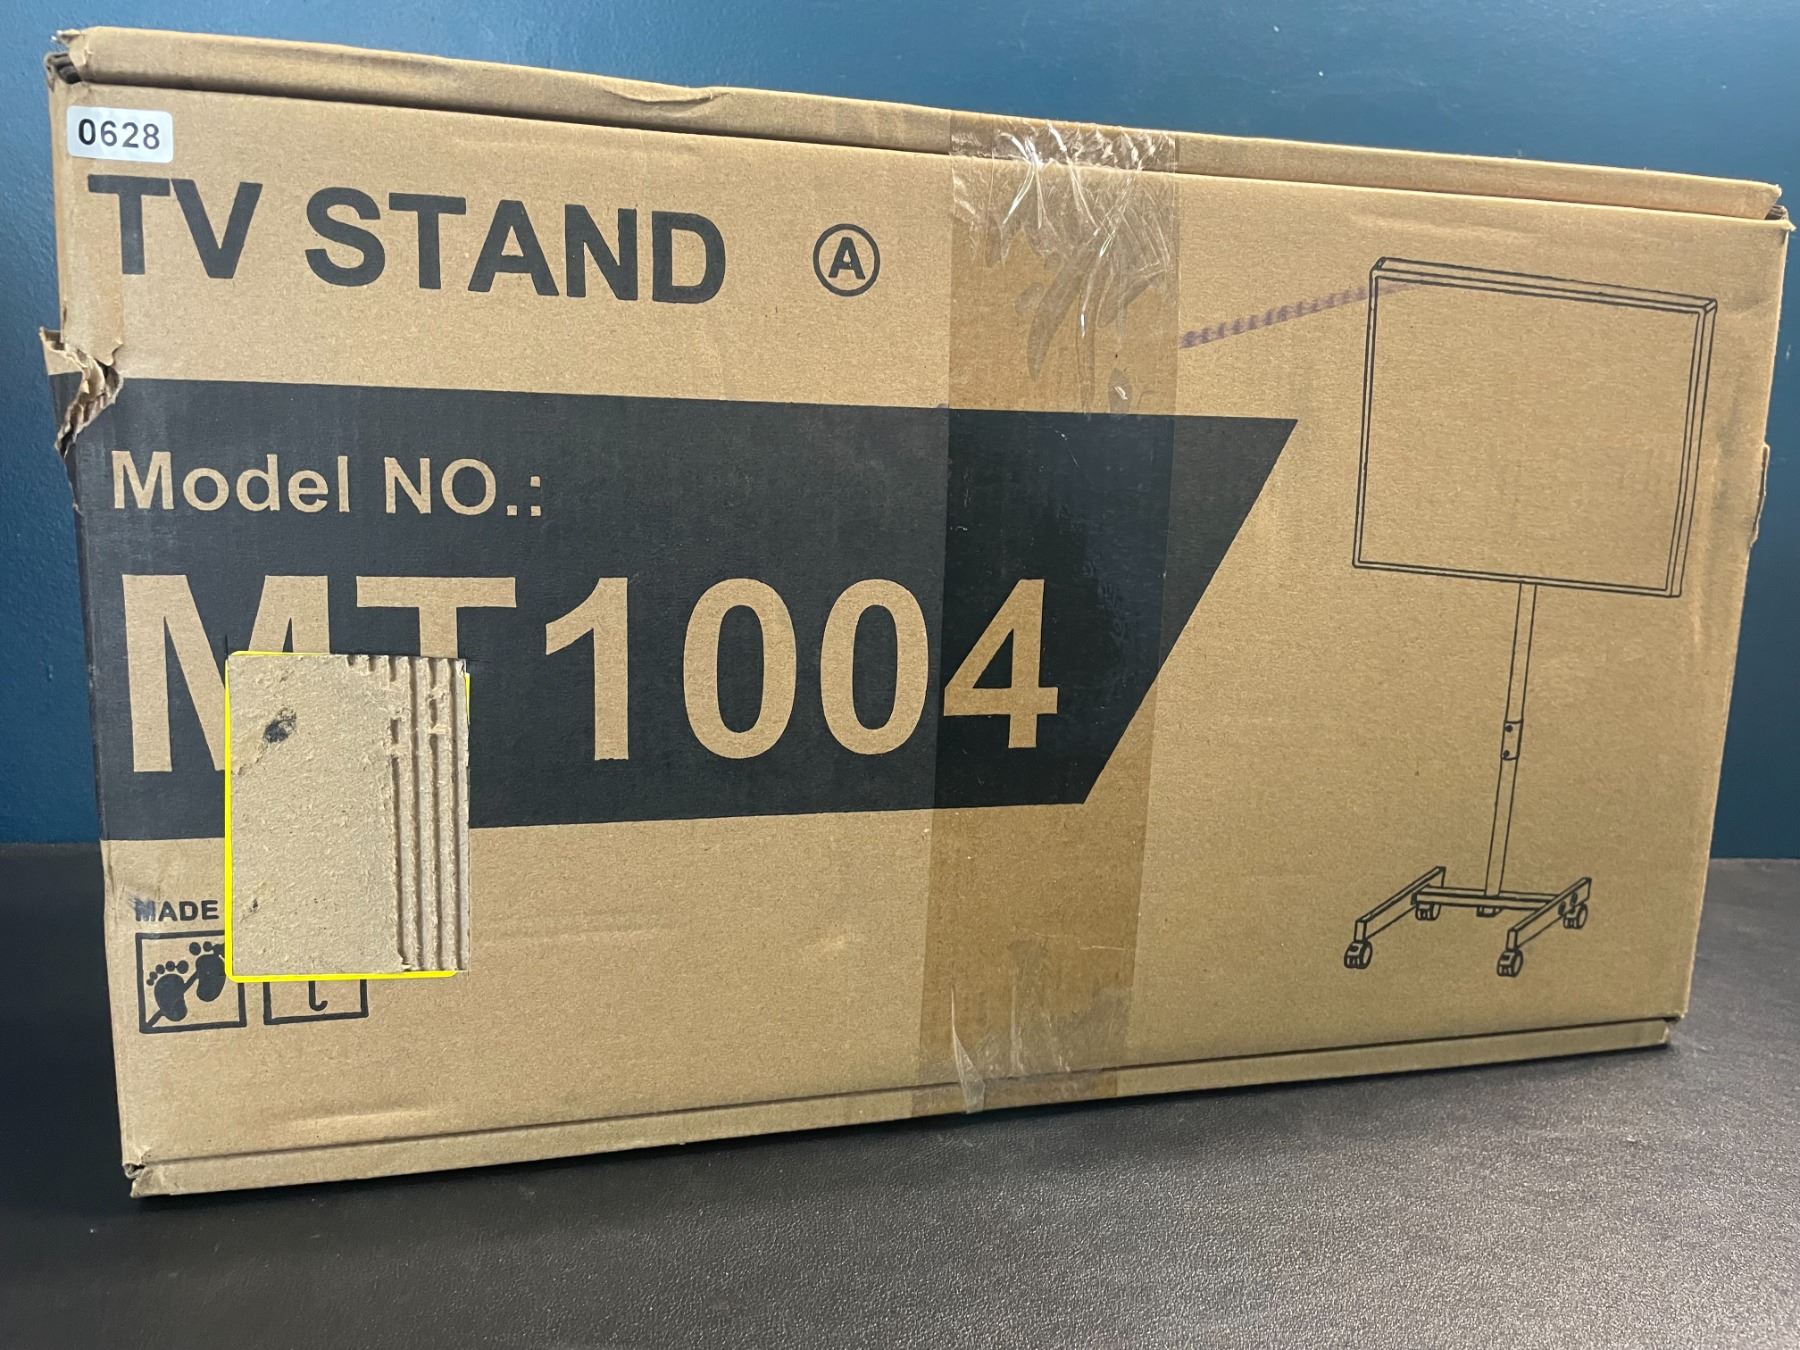 0628
TV STAND Ⓐ
Model NO.:
MT1004
MADE